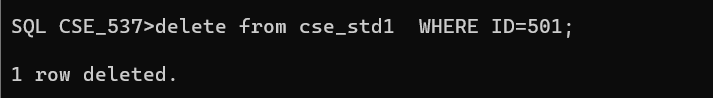 SQL CSE_537>delete from cse_std1  WHERE ID=501;
1 row deleted.